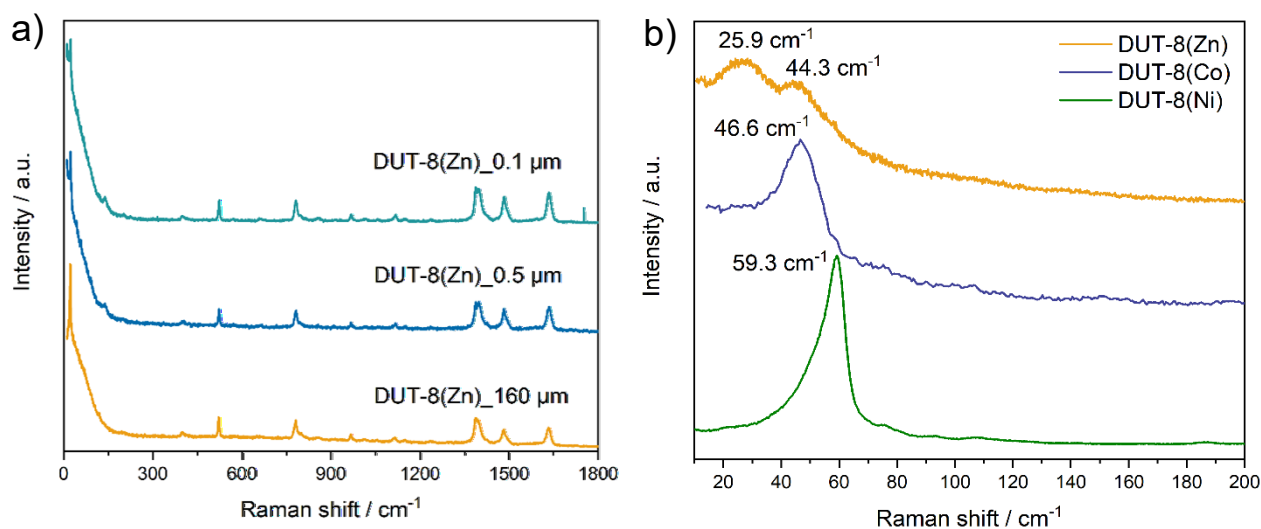 a)
Intensity / a.u.
DUT-8(Zn)_0.1 µm
DUT-8(Zn)_0.5 µm
DUT-8(Zn)_160 µm
0 300 600 900 1200 1500 1800
Raman shift / cm⁻¹
b)
Intensity / a.u.
25.9 cm⁻¹
44.3 cm⁻¹
46.6 cm⁻¹
59.3 cm⁻¹
DUT-8(Zn)
DUT-8(Co)
DUT-8(Ni)
20 40 60 80 100 120 140 160 180 200
Raman shift / cm⁻¹